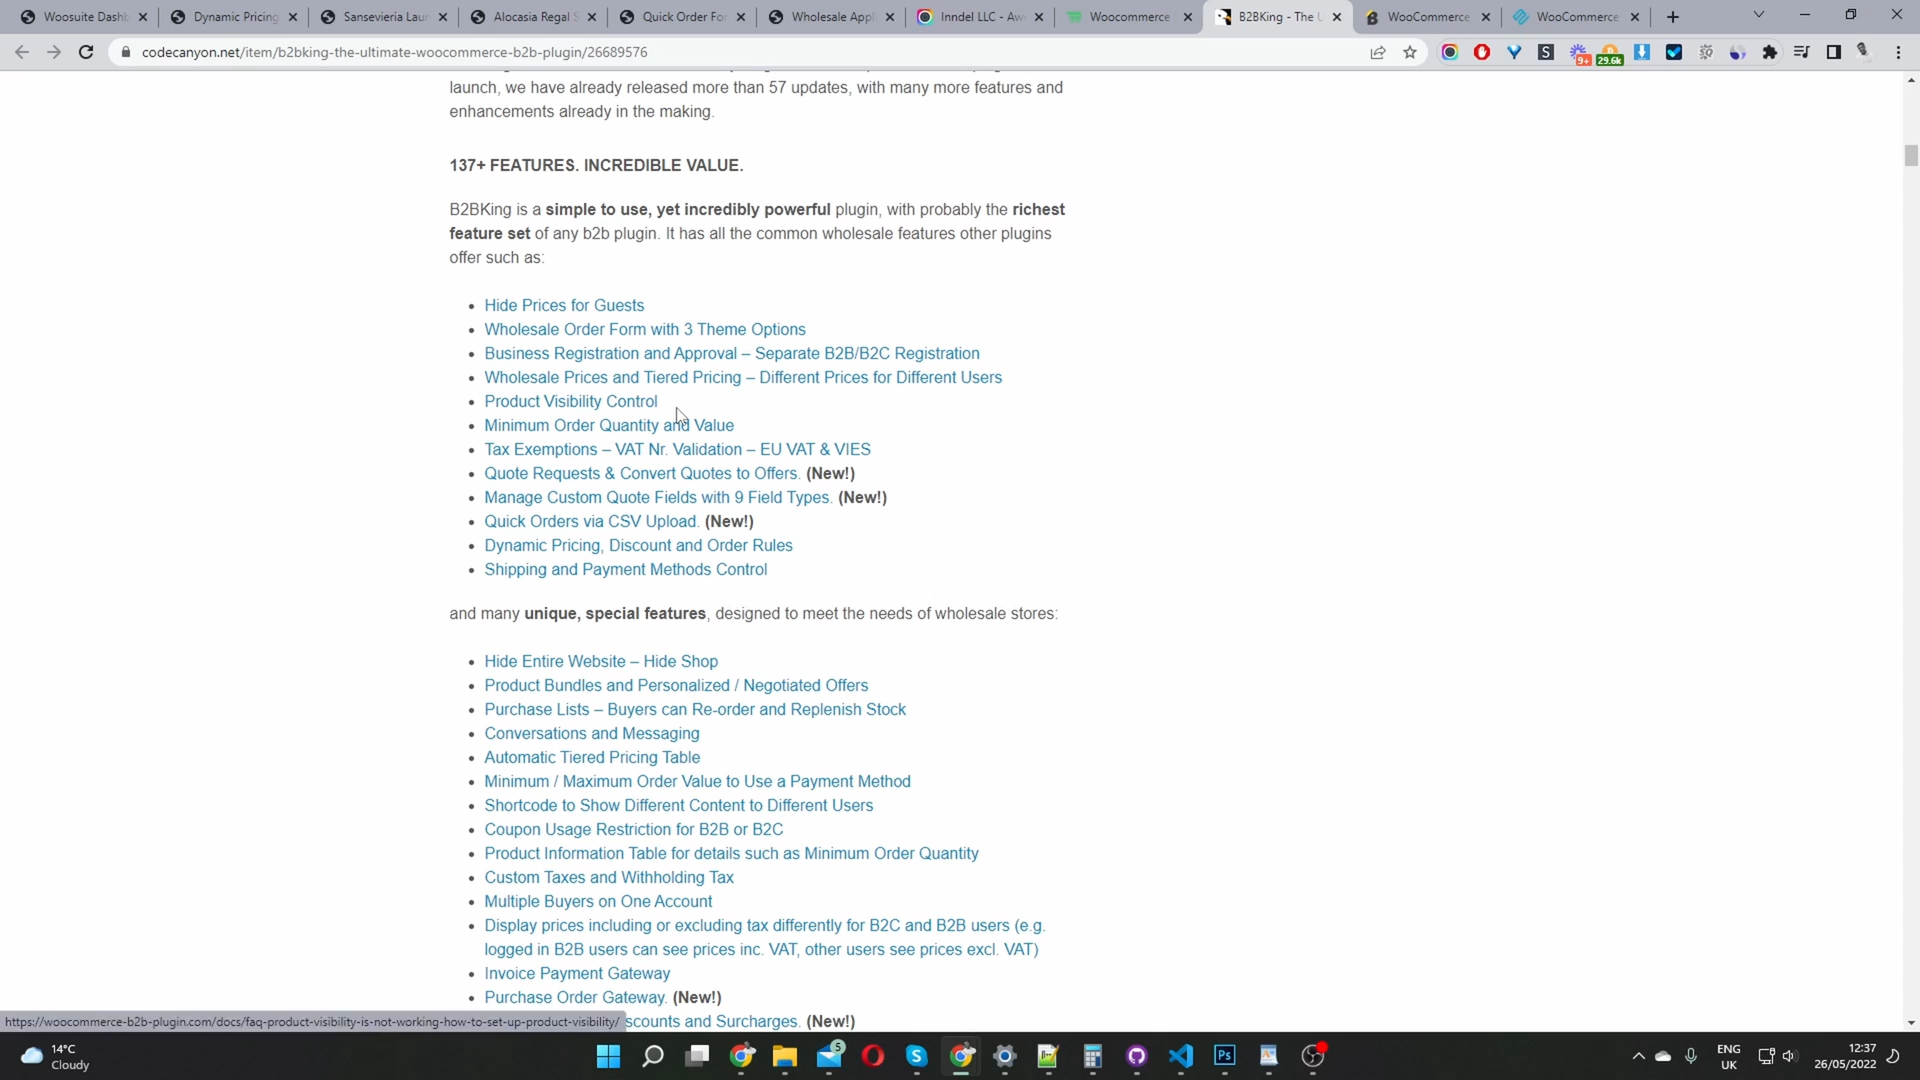 Woosuite Dashb
Dynamic Pricing
Sansevieria Laur
Alocasia Regal S
Quick Order For
Wholesale Appl
Inndel LLC - Aw
Woocommerce
B2BKing - The U
WooCommerce
WooCommerce
codecanyon.net/item/b2bking-the-ultimate-woocommerce-b2b-plugin/26689576
9+
29.6k
launch, we have already released more than 57 updates, with many more features and
enhancements already in the making.
137+ FEATURES. INCREDIBLE VALUE.
B2BKing is a simple to use, yet incredibly powerful plugin, with probably the richest
feature set of any b2b plugin. It has all the common wholesale features other plugins
offer such as:
Hide Prices for Guests
Wholesale Order Form with 3 Theme Options
Business Registration and Approval – Separate B2B/B2C Registration
Wholesale Prices and Tiered Pricing – Different Prices for Different Users
Product Visibility Control
Minimum Order Quantity and Value
Tax Exemptions – VAT Nr. Validation – EU VAT & VIES
Quote Requests & Convert Quotes to Offers. (New!)
Manage Custom Quote Fields with 9 Field Types. (New!)
Quick Orders via CSV Upload. (New!)
Dynamic Pricing, Discount and Order Rules
Shipping and Payment Methods Control
and many unique, special features, designed to meet the needs of wholesale stores:
Hide Entire Website – Hide Shop
Product Bundles and Personalized / Negotiated Offers
Purchase Lists – Buyers can Re-order and Replenish Stock
Conversations and Messaging
Automatic Tiered Pricing Table
Minimum / Maximum Order Value to Use a Payment Method
Shortcode to Show Different Content to Different Users
Coupon Usage Restriction for B2B or B2C
Product Information Table for details such as Minimum Order Quantity
Custom Taxes and Withholding Tax
Multiple Buyers on One Account
Display prices including or excluding tax differently for B2C and B2B users (e.g.
logged in B2B users can see prices inc. VAT, other users see prices excl. VAT)
Invoice Payment Gateway
Purchase Order Gateway. (New!)
scounts and Surcharges. (New!)
https://woocommerce-b2b-plugin.com/docs/faq-product-visibility-is-not-working-how-to-set-up-product-visibility/
14°C
Cloudy
5
Ps
ENG
UK
12:37
26/05/2022